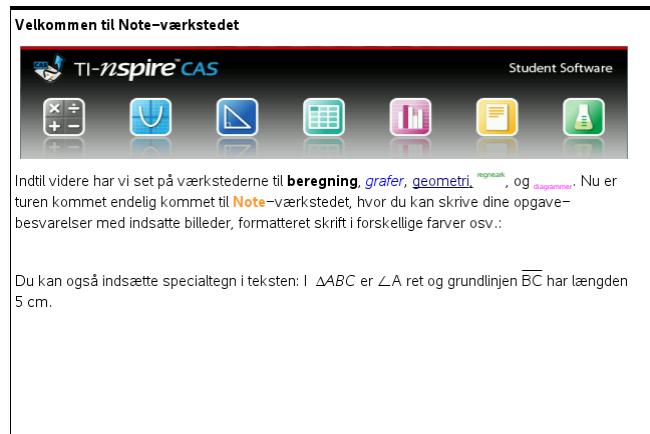 Velkommen til Note-værkstedet
CAS TI-nspire™ CAS Student Software
Indtil videre har vi set på værkstederne til beregning, grafer, geometri, regneark, og diagrammer. Nu er
turen kommet endelig kommet til Note-værkstedet, hvor du kan skrive dine opgave-
besvarelser med indsatte billeder, formatteret skrift i forskellige farver osv.:
Du kan også indsætte specialtegn i teksten: I ΔABC er ∠A ret og grundlinjen B̅C̅ har længden
5 cm.